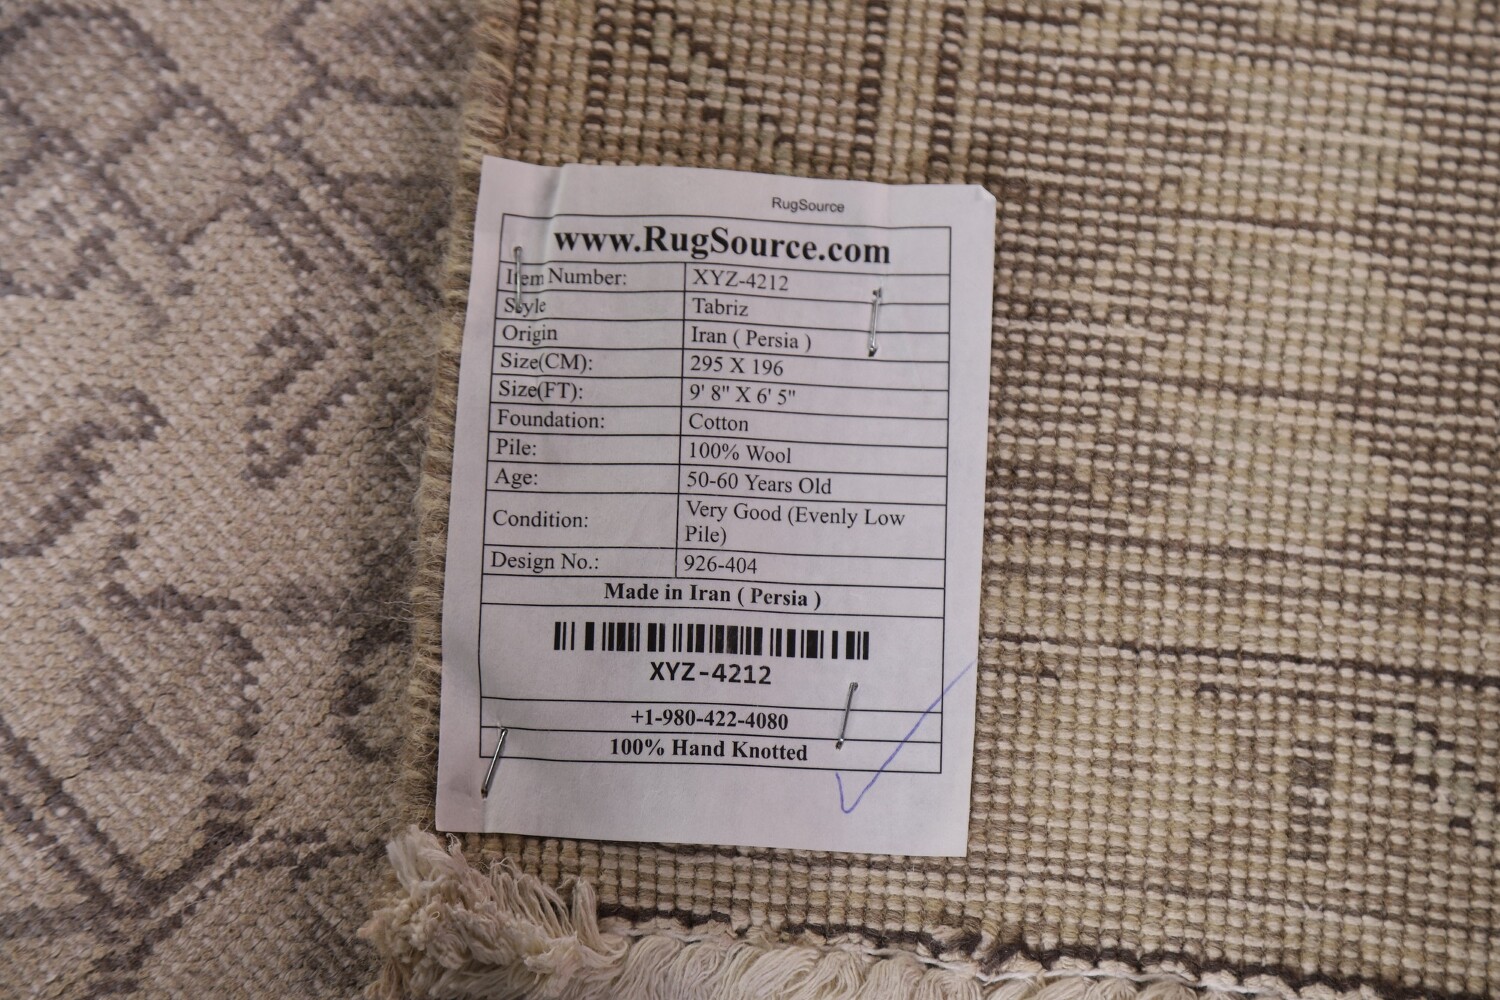 RugSource
www.RugSource.com
Item Number: XYZ-4212
Style Tabriz
Origin Iran ( Persia )
Size(CM): 295 X 196
Size(FT): 9' 8" X 6' 5"
Foundation: Cotton
Pile: 100% Wool
Age: 50-60 Years Old
Condition: Very Good (Evenly Low
Pile)
Design No.: 926-404
Made in Iran ( Persia )
XYZ-4212
+1-980-422-4080
100% Hand Knotted